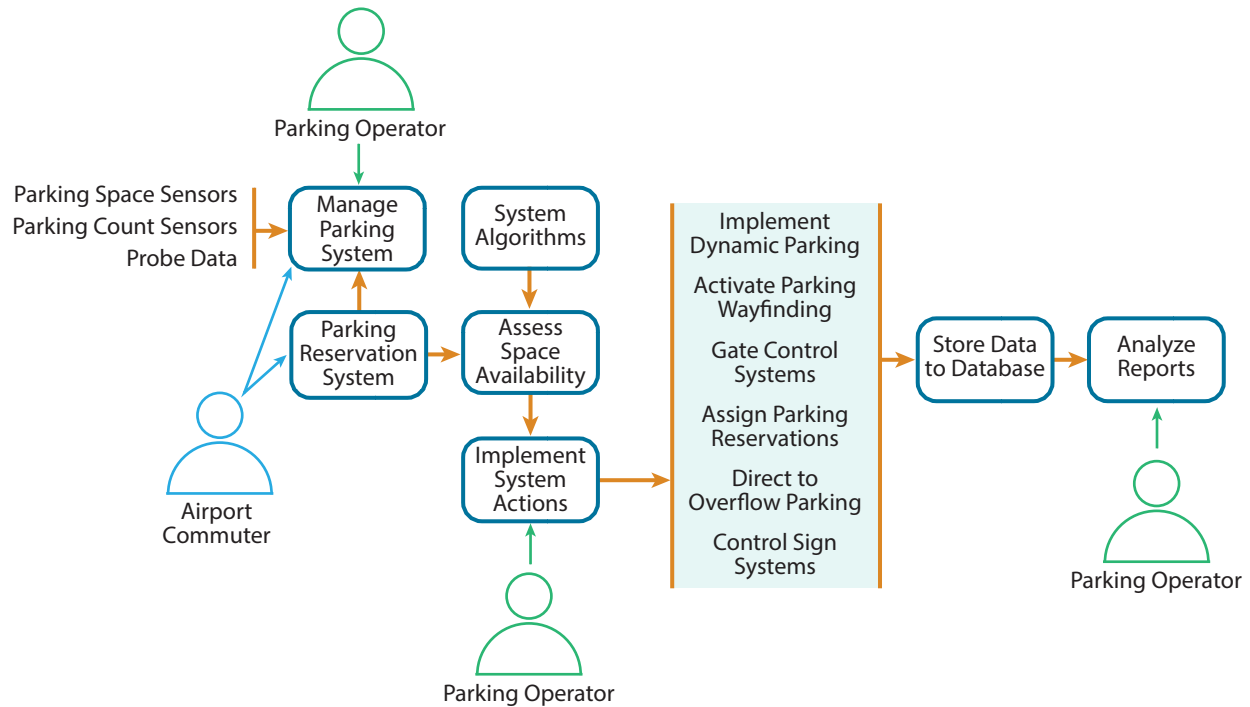 Parking Operator
Parking Space Sensors
Parking Count Sensors
Probe Data
Manage
Parking
System
System
Algorithms
Parking
Reservation
System
Assess
Space
Availability
Airport
Commuter
Implement
System
Actions
Parking Operator
Implement
Dynamic Parking
Activate Parking
Wayfinding
Gate Control
Systems
Assign Parking
Reservations
Direct to
Overflow Parking
Control Sign
Systems
Store Data
to Database
Analyze
Reports
Parking Operator